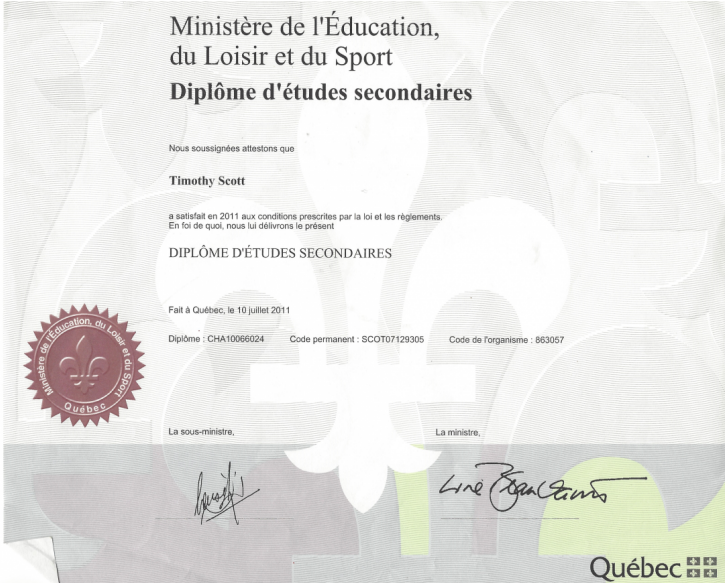 Ministère de l'Éducation,
du Loisir et du Sport
Diplôme d'études secondaires
Nous soussignées attestons que
Timothy Scott
a satisfait en 2011 aux conditions prescrites par la loi et les règlements.
En foi de quoi, nous lui délivrons le présent
DIPLÔME D'ÉTUDES SECONDAIRES
Fait à Québec, le 10 juillet 2011
Diplôme : CHA10066024 Code permanent : SCOT07129305 Code de l'organisme : 863057
Ministère de l'Éducation, du Loisir et du Sport
Québec
La sous-ministre, La ministre,
Line Beauchamp
Québec